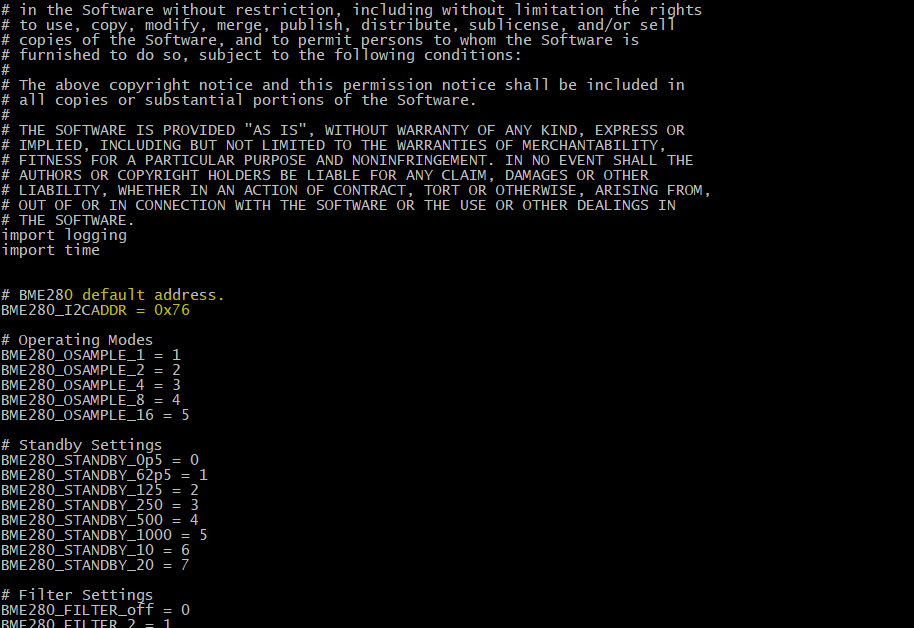 # in the Software without restriction, including without limitation the rights
# to use, copy, modify, merge, publish, distribute, sublicense, and/or sell
# copies of the Software, and to permit persons to whom the Software is
# furnished to do so, subject to the following conditions:
#
# The above copyright notice and this permission notice shall be included in
# all copies or substantial portions of the Software.
#
# THE SOFTWARE IS PROVIDED "AS IS", WITHOUT WARRANTY OF ANY KIND, EXPRESS OR
# IMPLIED, INCLUDING BUT NOT LIMITED TO THE WARRANTIES OF MERCHANTABILITY,
# FITNESS FOR A PARTICULAR PURPOSE AND NONINFRINGEMENT. IN NO EVENT SHALL THE
# AUTHORS OR COPYRIGHT HOLDERS BE LIABLE FOR ANY CLAIM, DAMAGES OR OTHER
# LIABILITY, WHETHER IN AN ACTION OF CONTRACT, TORT OR OTHERWISE, ARISING FROM,
# OUT OF OR IN CONNECTION WITH THE SOFTWARE OR THE USE OR OTHER DEALINGS IN
# THE SOFTWARE.
import logging
import time
# BME280 default address.
BME280_I2CADDR = 0x76
# Operating Modes
BME280_OSAMPLE_1 = 1
BME280_OSAMPLE_2 = 2
BME280_OSAMPLE_4 = 3
BME280_OSAMPLE_8 = 4
BME280_OSAMPLE_16 = 5
# Standby Settings
BME280_STANDBY_0p5 = 0
BME280_STANDBY_62p5 = 1
BME280_STANDBY_125 = 2
BME280_STANDBY_250 = 3
BME280_STANDBY_500 = 4
BME280_STANDBY_1000 = 5
BME280_STANDBY_10 = 6
BME280_STANDBY_20 = 7
# Filter Settings
BME280_FILTER_off = 0
BME280_FILTER_2 = 1